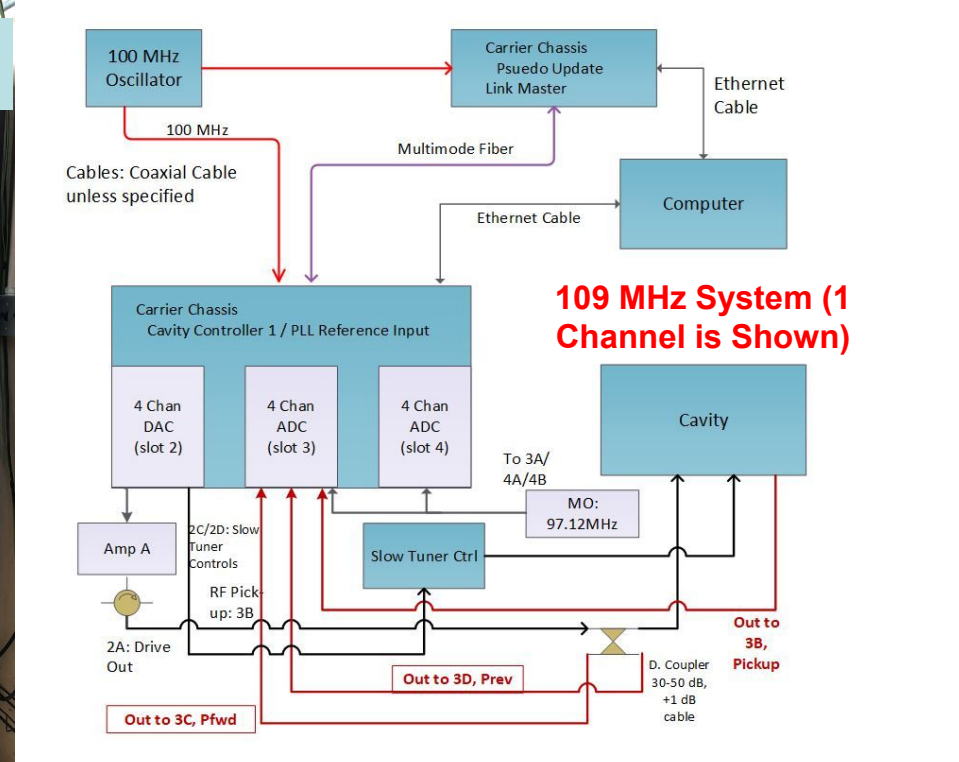 100 MHz
Oscillator
Carrier Chassis
Psuedo Update
Link Master
Ethernet
Cable
100 MHz
Multimode Fiber
Cables: Coaxial Cable
unless specified
Computer
Ethernet Cable
109 MHz System (1
Channel is Shown)
Carrier Chassis
Cavity Controller 1 / PLL Reference Input
4 Chan
DAC
(slot 2)
4 Chan
ADC
(slot 3)
4 Chan
ADC
(slot 4)
Cavity
To 3A/
4A/4B
MO:
97.12MHz
Amp A
2C/2D: Slow
Tuner
Controls
Slow Tuner Ctrl
RF Pick-
up: 3B
2A: Drive
Out
Out to
3B,
Pickup
D. Coupler
30-50 dB,
+1 dB
cable
Out to 3D, Prev
Out to 3C, Pfwd